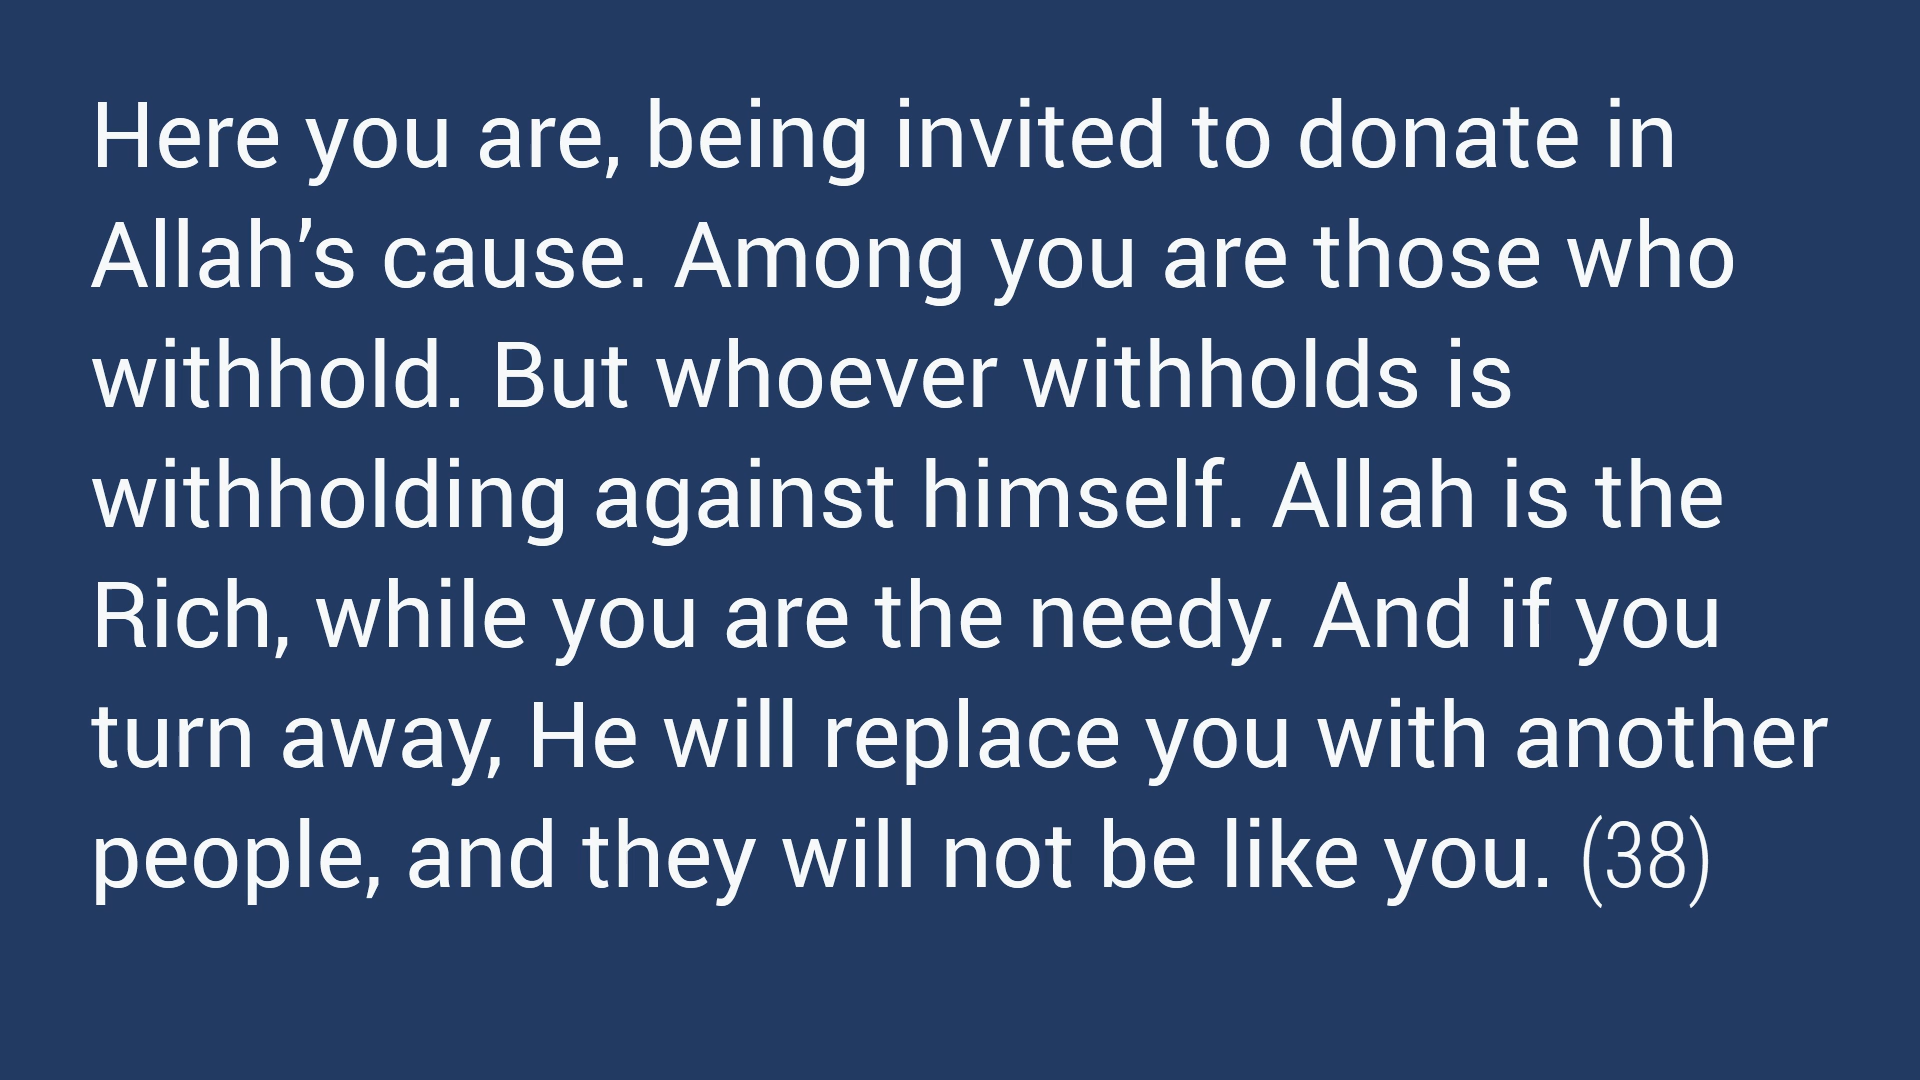 Here you are, being invited to donate in
Allah’s cause. Among you are those who
withhold. But whoever withholds is
withholding against himself. Allah is the
Rich, while you are the needy. And if you
turn away, He will replace you with another
people, and they will not be like you. (38)